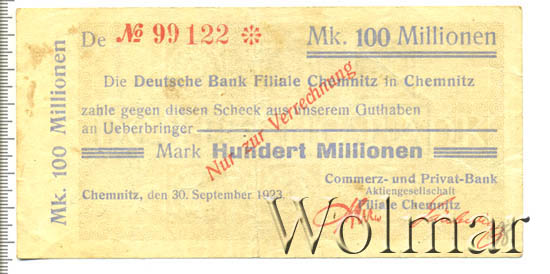 Mk. 100 Millionen
De № 99122 ※
Mk. 100 Millionen
Die Deutsche Bank Filiale Chemnitz in Chemnitz
zahle gegen diesen Scheck aus unserem Guthaben
an Ueberbringer
Mark Hundert Millionen
Nur zur Verrechnung
Commerz- und Privat-Bank
Aktiengesellschaft
Filiale Chemnitz
Chemnitz, den 30. September 1923
Wolmar